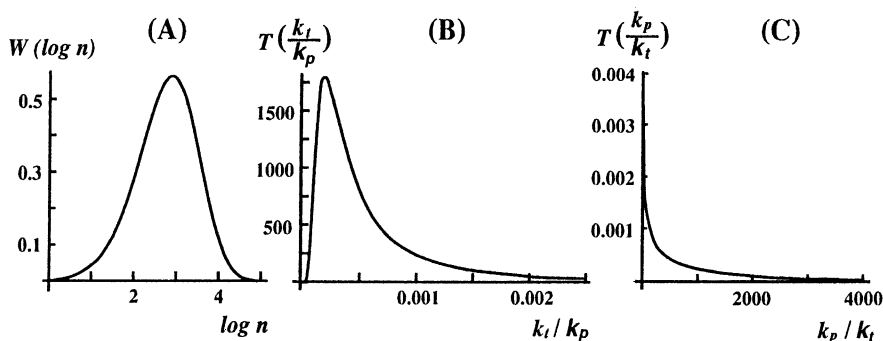 (A)
W (log n)
0.5
0.3
0.1
2
4
log n
(B)
T(k_t/k_p)
1500
1000
500
0.001
0.002
k_t / k_p
(C)
T(k_p/k_t)
0.004
0.003
0.002
0.001
2000
4000
k_p / k_t